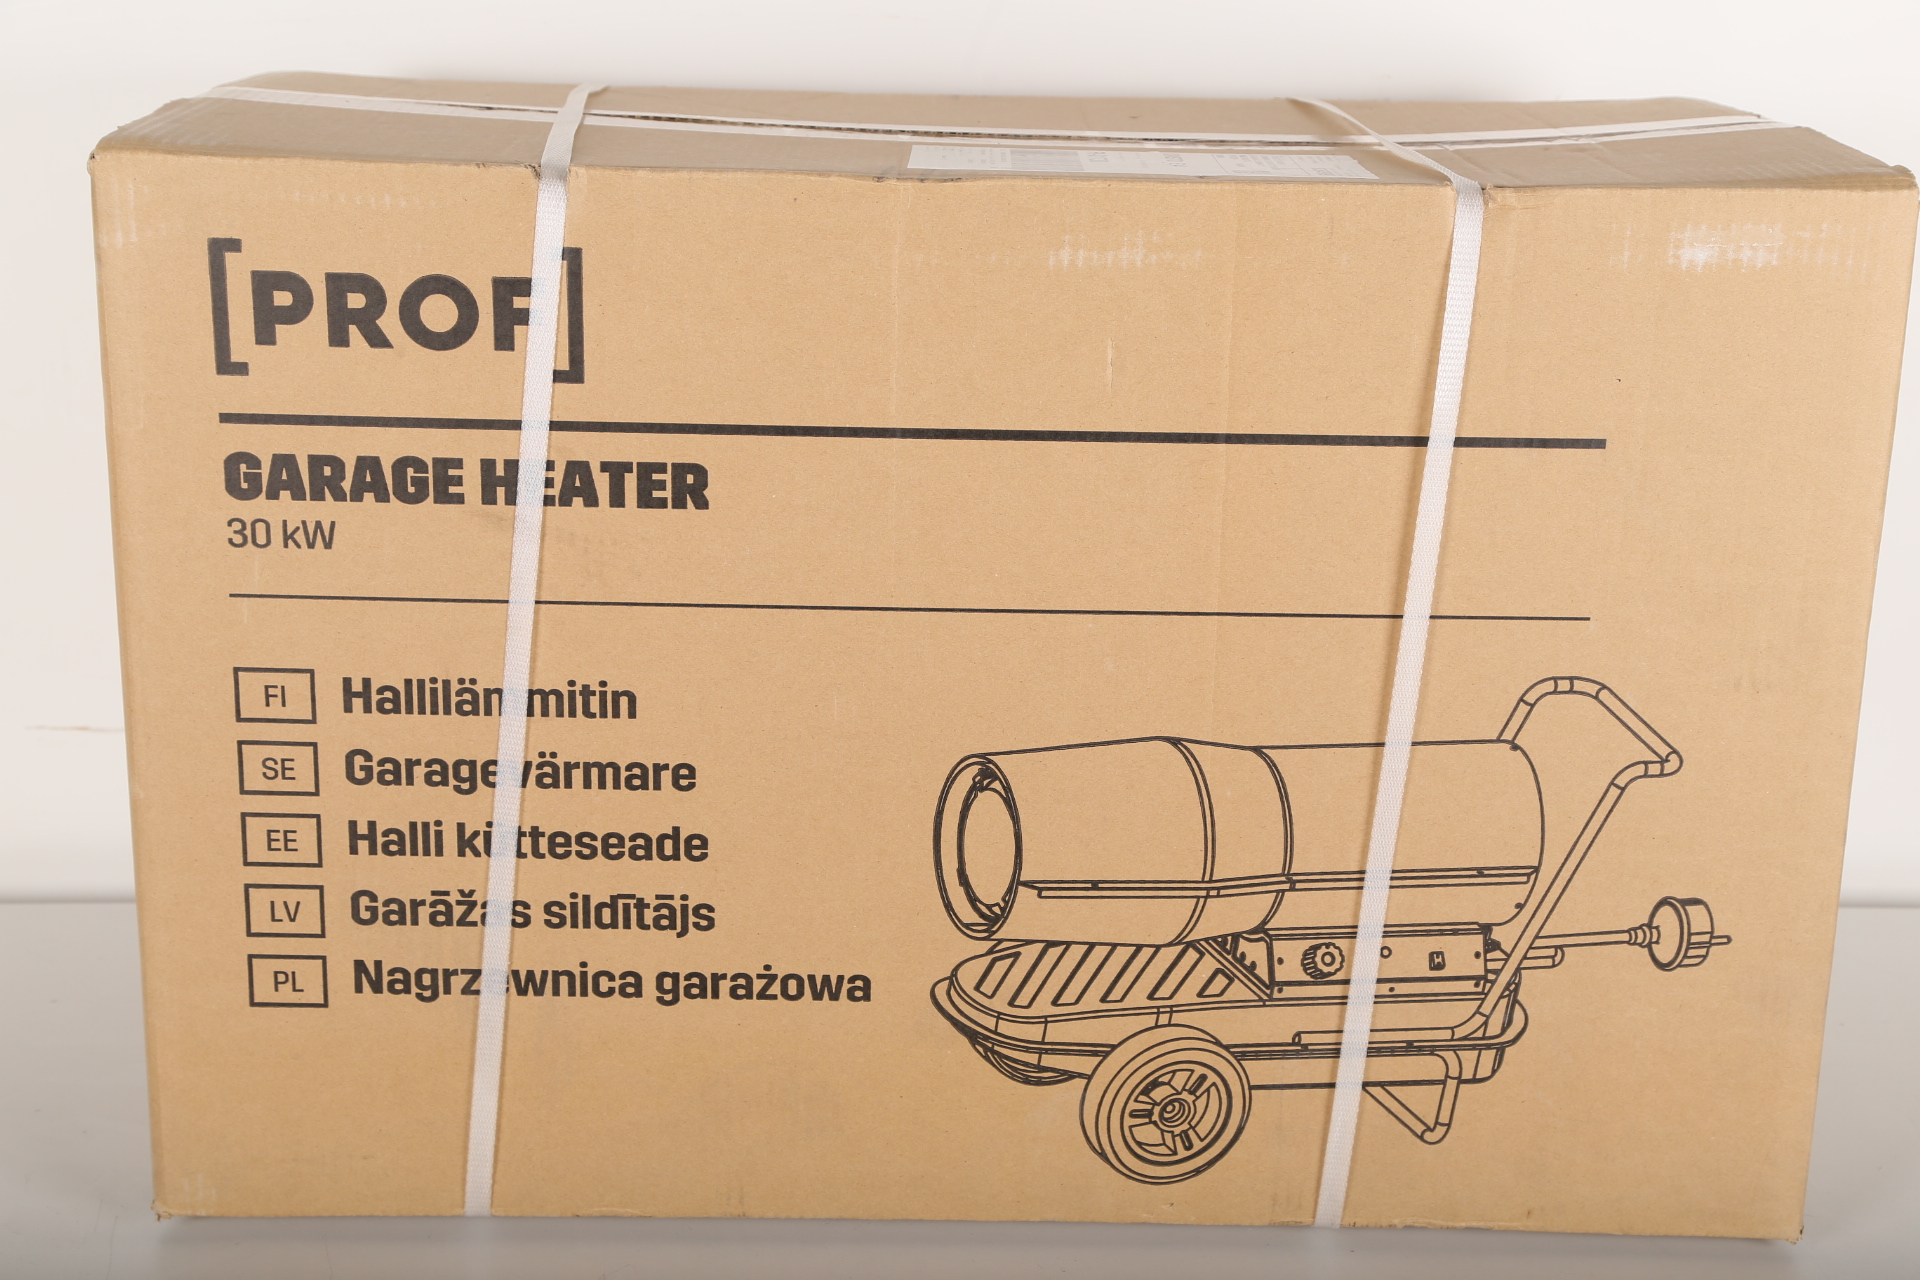 [PROF]
GARAGE HEATER
30 kW
FI Hallilämmitin
SE Garagevärmare
EE Halli kütteseade
LV Garāžas sildītājs
PL Nagrzewnica garażowa